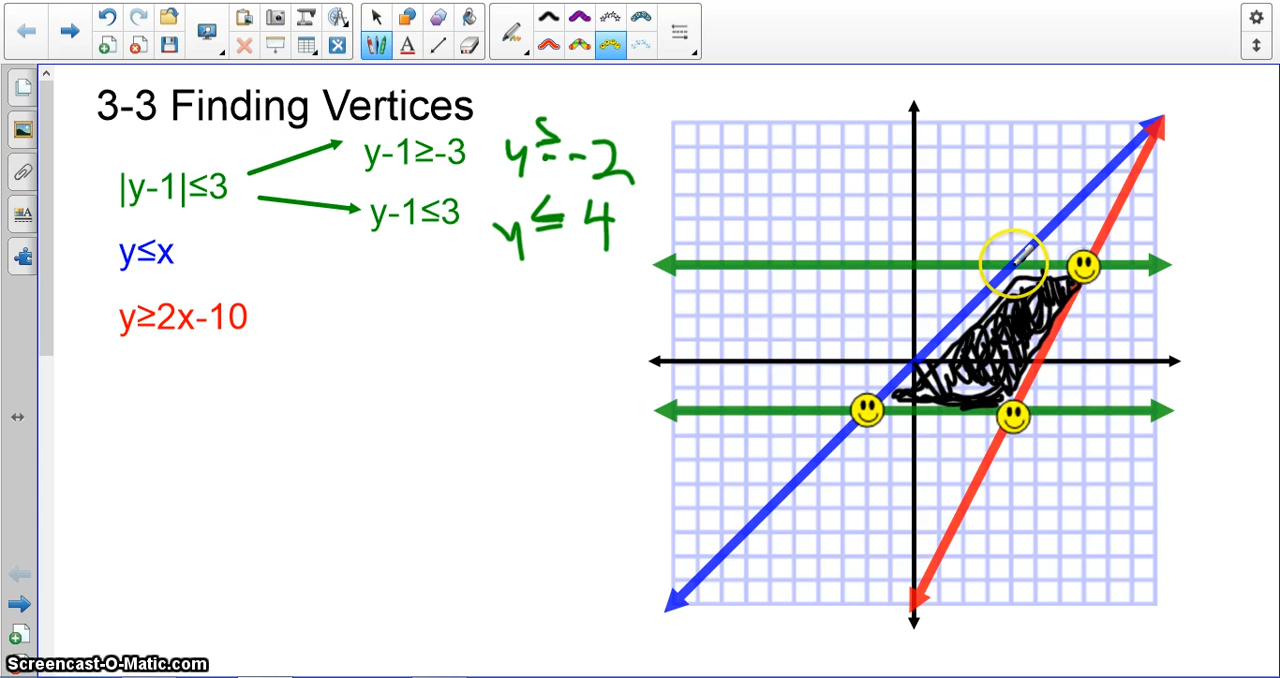 3-3 Finding Vertices
|y-1|≤3
y-1≥-3
y≥-2
y-1≤3
y≤4
y≤x
y≥2x-10
Screencast-O-Matic.com